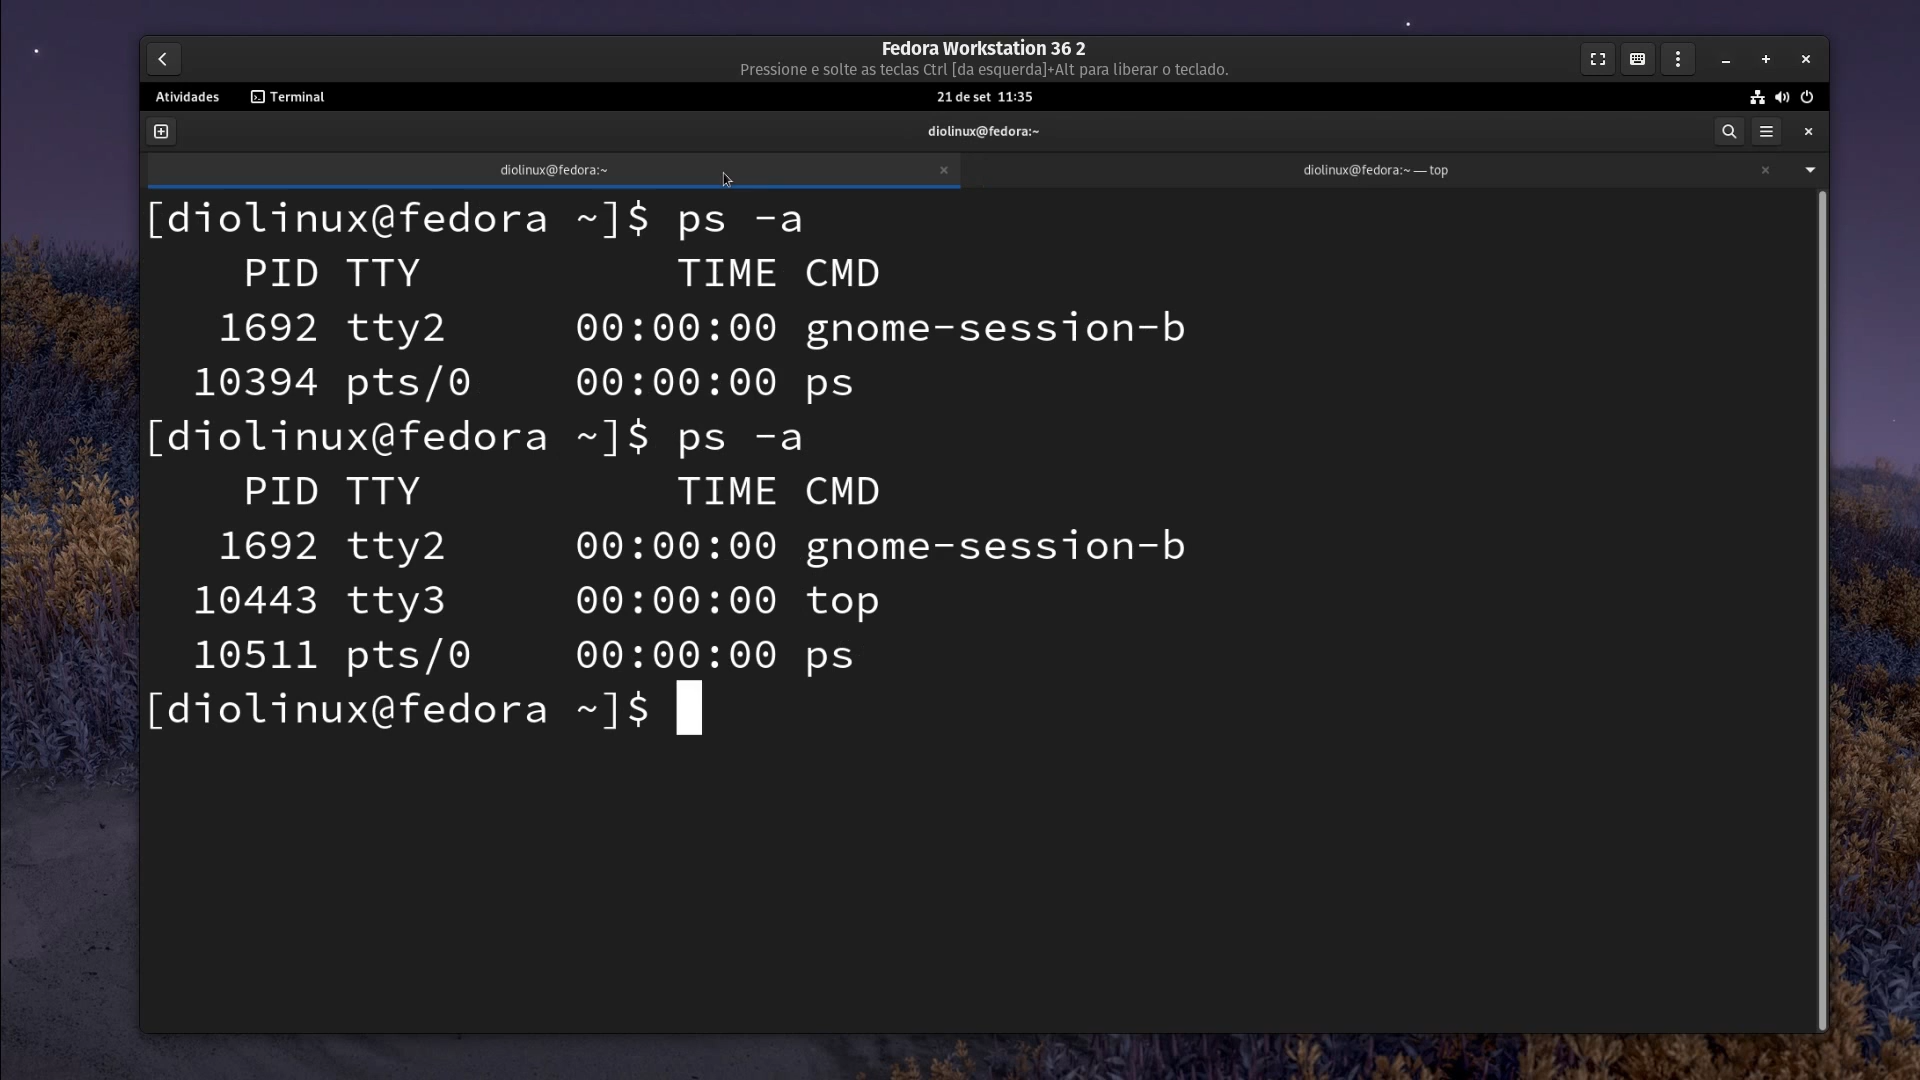 Fedora Workstation 36 2
Pressione e solte as teclas Ctrl [da esquerda]+Alt para liberar o teclado.
Atividades Terminal 21 de set 11:35
diolinux@fedora:~
diolinux@fedora:~ diolinux@fedora:~ — top
[diolinux@fedora ~]$ ps -a
PID TTY TIME CMD
1692 tty2 00:00:00 gnome-session-b
10394 pts/0 00:00:00 ps
[diolinux@fedora ~]$ ps -a
PID TTY TIME CMD
1692 tty2 00:00:00 gnome-session-b
10443 tty3 00:00:00 top
10511 pts/0 00:00:00 ps
[diolinux@fedora ~]$